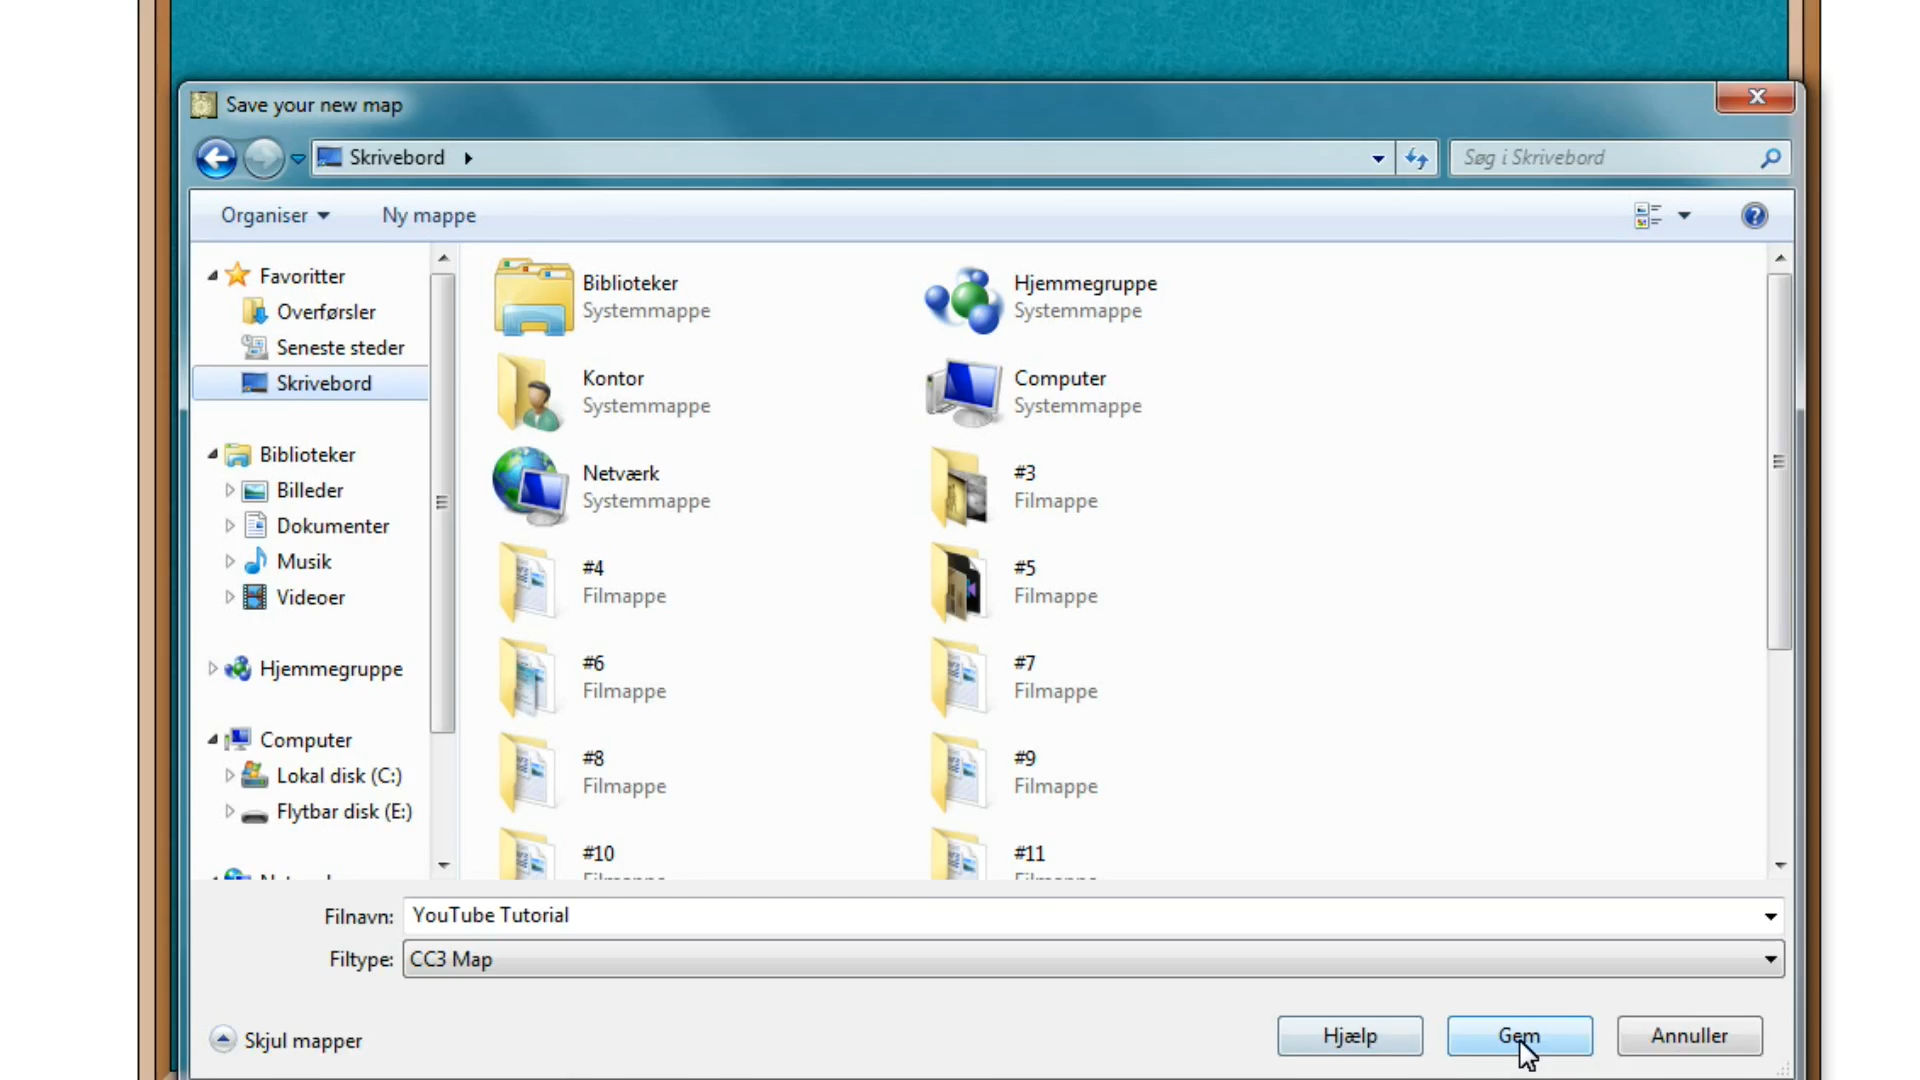 Save your new map
Skrivebord
Søg i Skrivebord
Organiser
Ny mappe
Favoritter
Overførsler
Seneste steder
Skrivebord
Biblioteker
Billeder
Dokumenter
Musik
Videoer
Hjemmegruppe
Computer
Lokal disk (C:)
Flytbar disk (E:)
Biblioteker
Systemmappe
Hjemmegruppe
Systemmappe
Kontor
Systemmappe
Computer
Systemmappe
Netværk
Systemmappe
#3
Filmappe
#4
Filmappe
#5
Filmappe
#6
Filmappe
#7
Filmappe
#8
Filmappe
#9
Filmappe
#10
#11
Filnavn: YouTube Tutorial
Filtype: CC3 Map
Skjul mapper
Hjælp
Gem
Annuller